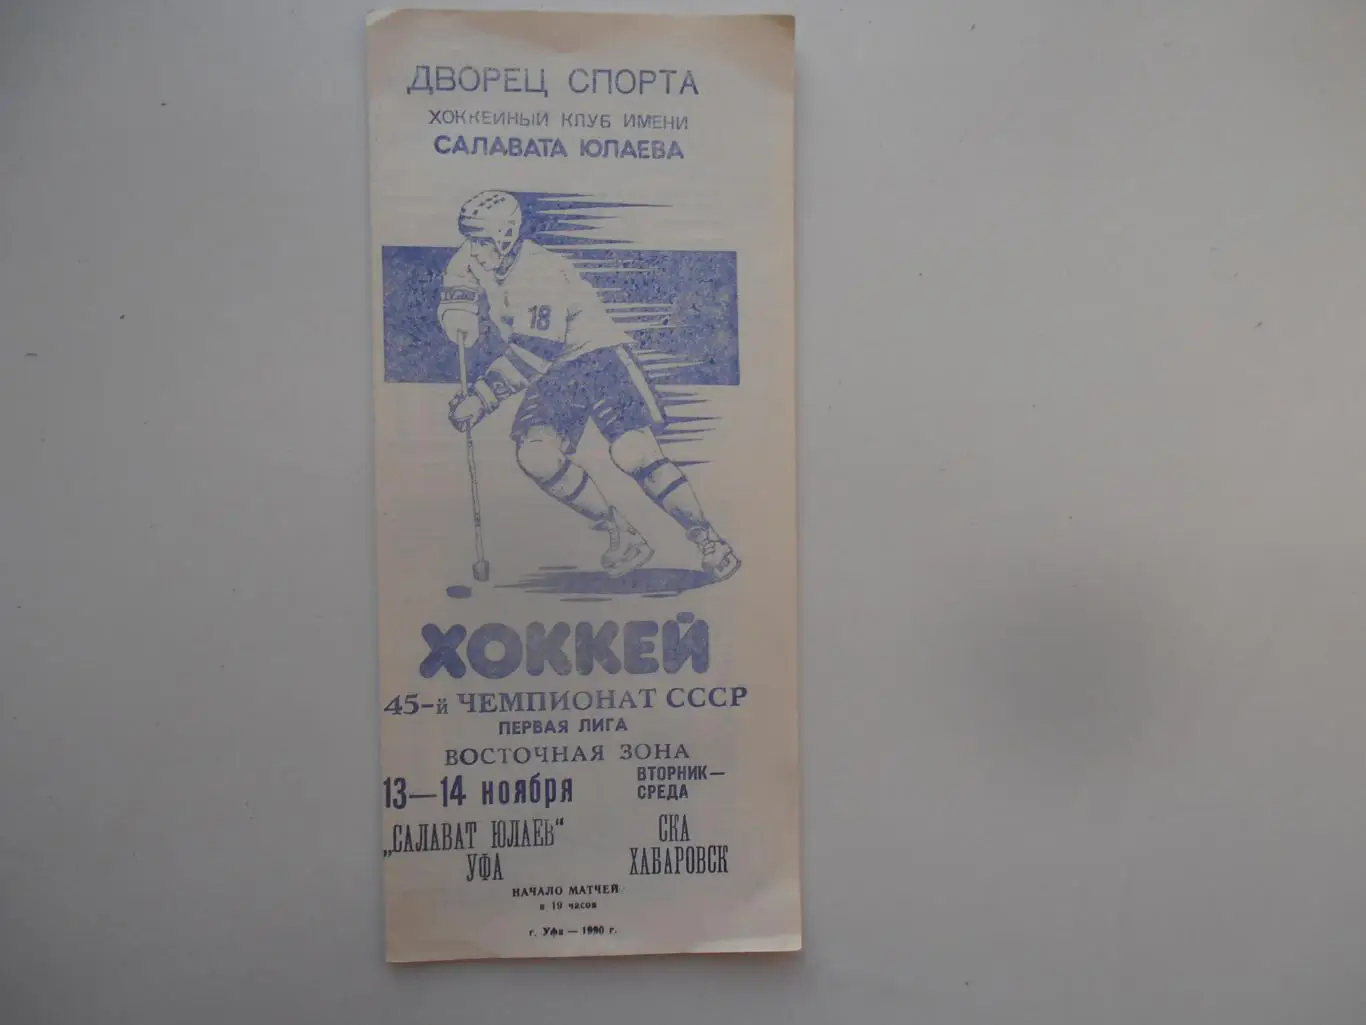 ДВОРЕЦ СПОРТА
ХОККЕЙНЫЙ КЛУБ ИМЕНИ
САЛАВАТА ЮЛАЕВА
18
ХОККЕЙ
45-й ЧЕМПИОНАТ СССР
ПЕРВАЯ ЛИГА
ВОСТОЧНАЯ ЗОНА
13—14 ноября
ВТОРНИК—
СРЕДА
„САЛАВАТ ЮЛАЕВ“
УФА
СКА
ХАБАРОВСК
НАЧАЛО МАТЧЕЙ
в 19 часов
г. Уфа — 1990 г.